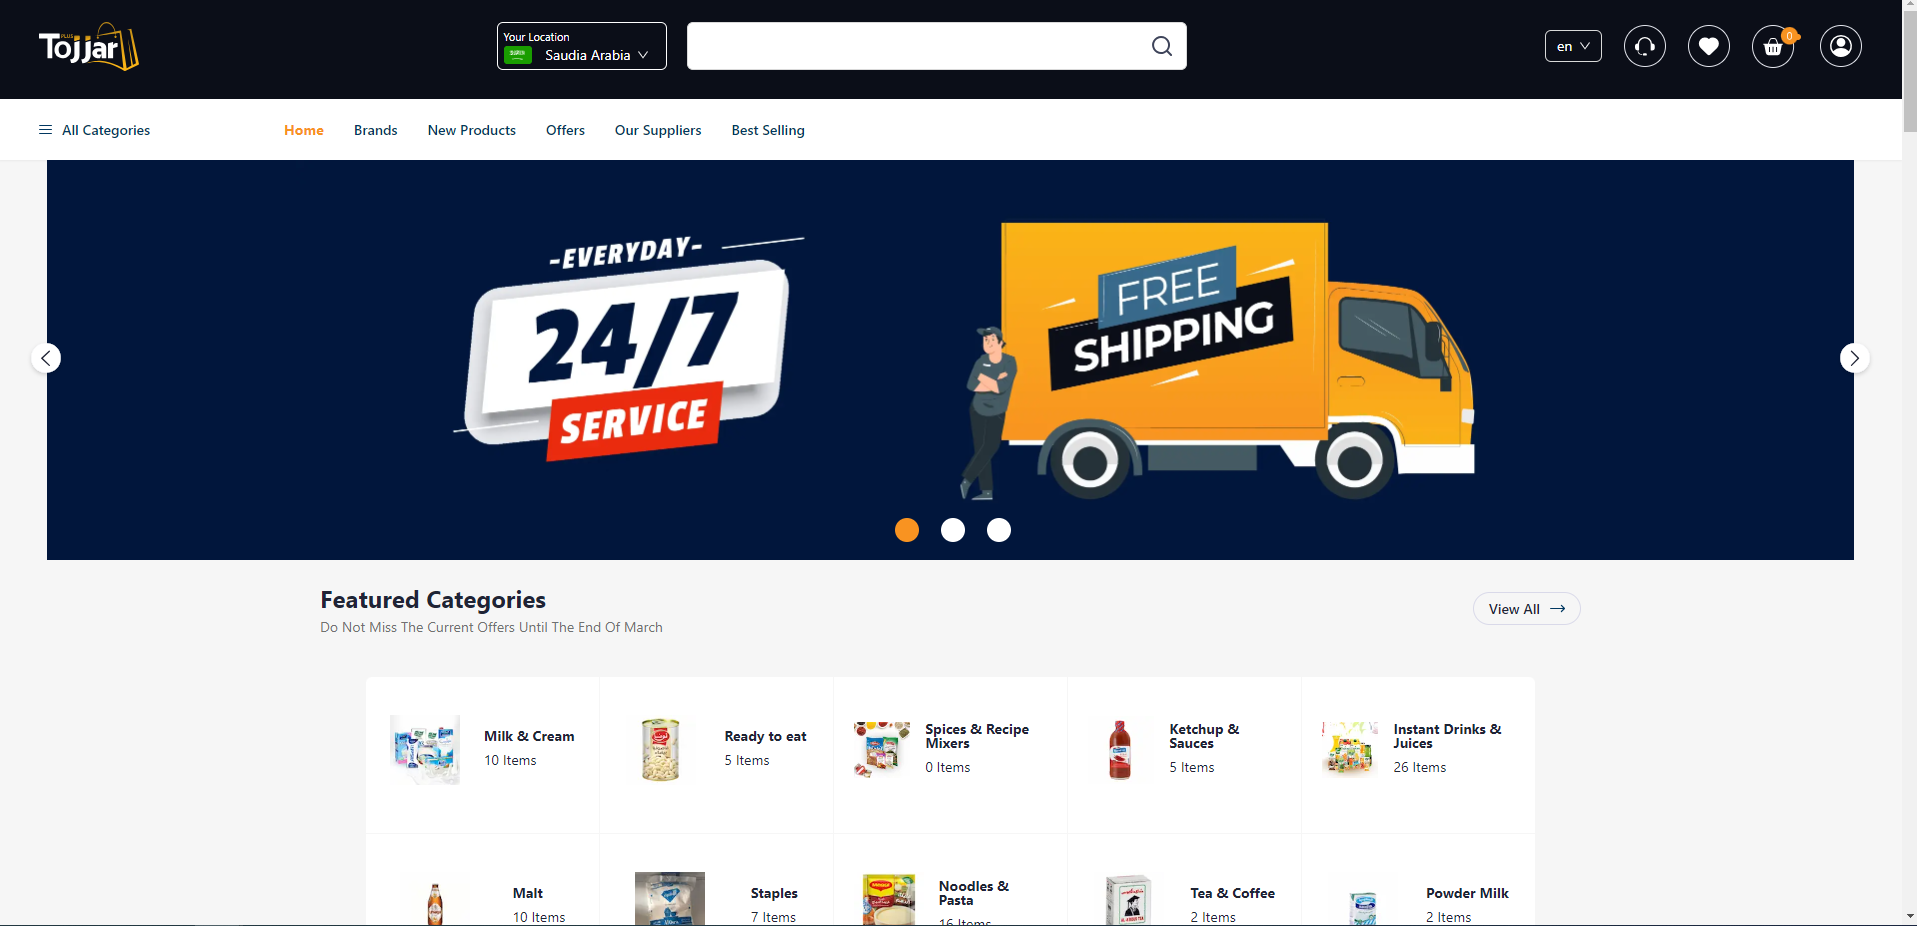 PLUS
Tojjar
Your Location
Saudia Arabia
en
0
All Categories
Home
Brands
New Products
Offers
Our Suppliers
Best Selling
-EVERYDAY-
24/7
SERVICE
FREE
SHIPPING
Featured Categories
Do Not Miss The Current Offers Until The End Of March
View All
Milk & Cream
10 Items
Ready to eat
5 Items
Spices & Recipe
Mixers
0 Items
Ketchup &
Sauces
5 Items
Instant Drinks &
Juices
26 Items
Malt
10 Items
Staples
7 Items
MAGGI
Noodles &
Pasta
16 Items
Tea & Coffee
2 Items
Powder Milk
2 Items